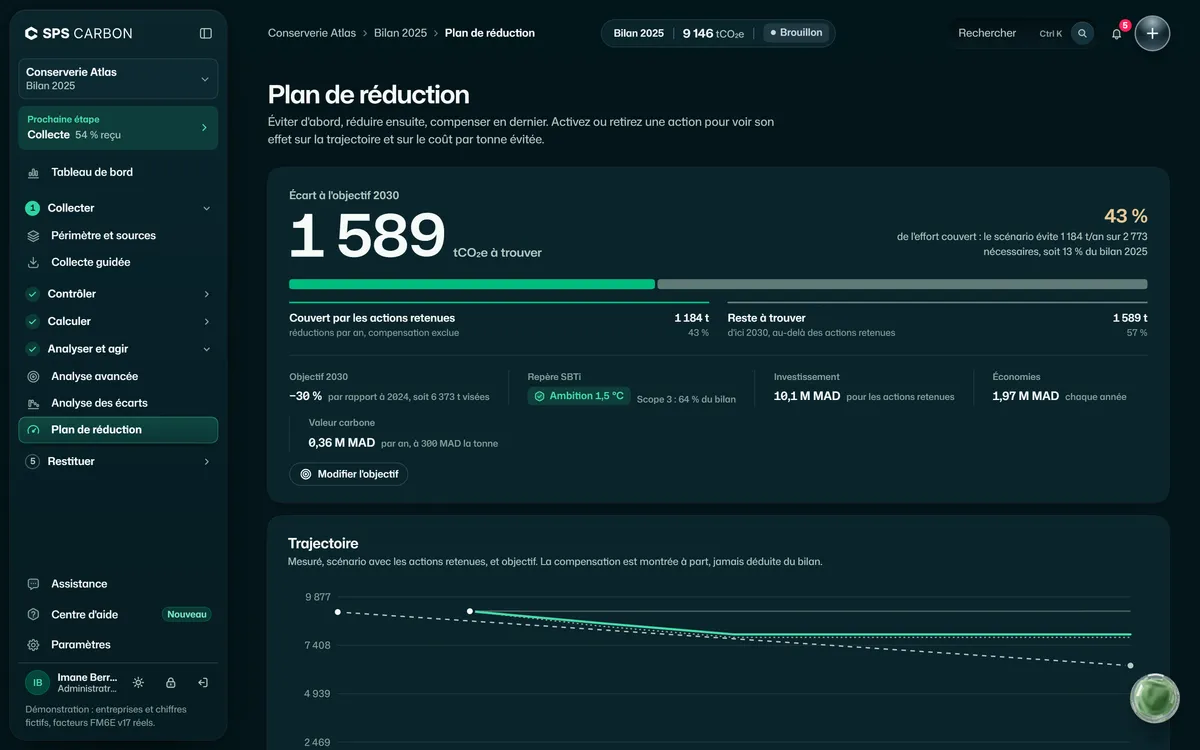 SPS CARBON
Conserverie Atlas
Bilan 2025
Prochaine étape
Collecte 54 % reçu
Tableau de bord
1 Collecter
Périmètre et sources
Collecte guidée
Contrôler
Calculer
Analyser et agir
Analyse avancée
Analyse des écarts
Plan de réduction
5 Restituer
Assistance
Centre d'aide Nouveau
Paramètres
IB
Imane Berr...
Administratr...
Démonstration : entreprises et chiffres
fictifs, facteurs FM6E v17 réels.
Conserverie Atlas > Bilan 2025 > Plan de réduction
Bilan 2025 9 146 tCO₂e Brouillon
Rechercher Ctrl K
5
Plan de réduction
Éviter d'abord, réduire ensuite, compenser en dernier. Activez ou retirez une action pour voir son
effet sur la trajectoire et sur le coût par tonne évitée.
Écart à l'objectif 2030
1 589 tCO₂e à trouver
43 %
de l'effort couvert : le scénario évite 1 184 t/an sur 2 773
nécessaires, soit 13 % du bilan 2025
Couvert par les actions retenues 1 184 t
réductions par an, compensation exclue 43 %
Reste à trouver 1 589 t
d'ici 2030, au-delà des actions retenues 57 %
Objectif 2030
−30 % par rapport à 2024, soit 6 373 t visées
Repère SBTi
Ambition 1,5 °C Scope 3 : 64 % du bilan
Investissement
10,1 M MAD pour les actions retenues
Économies
1,97 M MAD chaque année
Valeur carbone
0,36 M MAD par an, à 300 MAD la tonne
Modifier l'objectif
Trajectoire
Mesuré, scénario avec les actions retenues, et objectif. La compensation est montrée à part, jamais déduite du bilan.
9 877
7 408
4 939
2 469